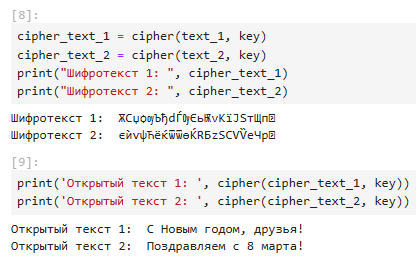 [8]:
cipher_text_1 = cipher(text_1, key)
cipher_text_2 = cipher(text_2, key)
print("Шифротекст 1: ", cipher_text_1)
print("Шифротекст 2: ", cipher_text_2)
Шифротекст 1:
Шифротекст 2:
[9]:
print('Открытый текст 1: ', cipher(cipher_text_1, key))
print('Открытый текст 2: ', cipher(cipher_text_2, key))
Открытый текст 1:  С Новым годом, друзья!
Открытый текст 2:  Поздравляем с 8 марта!